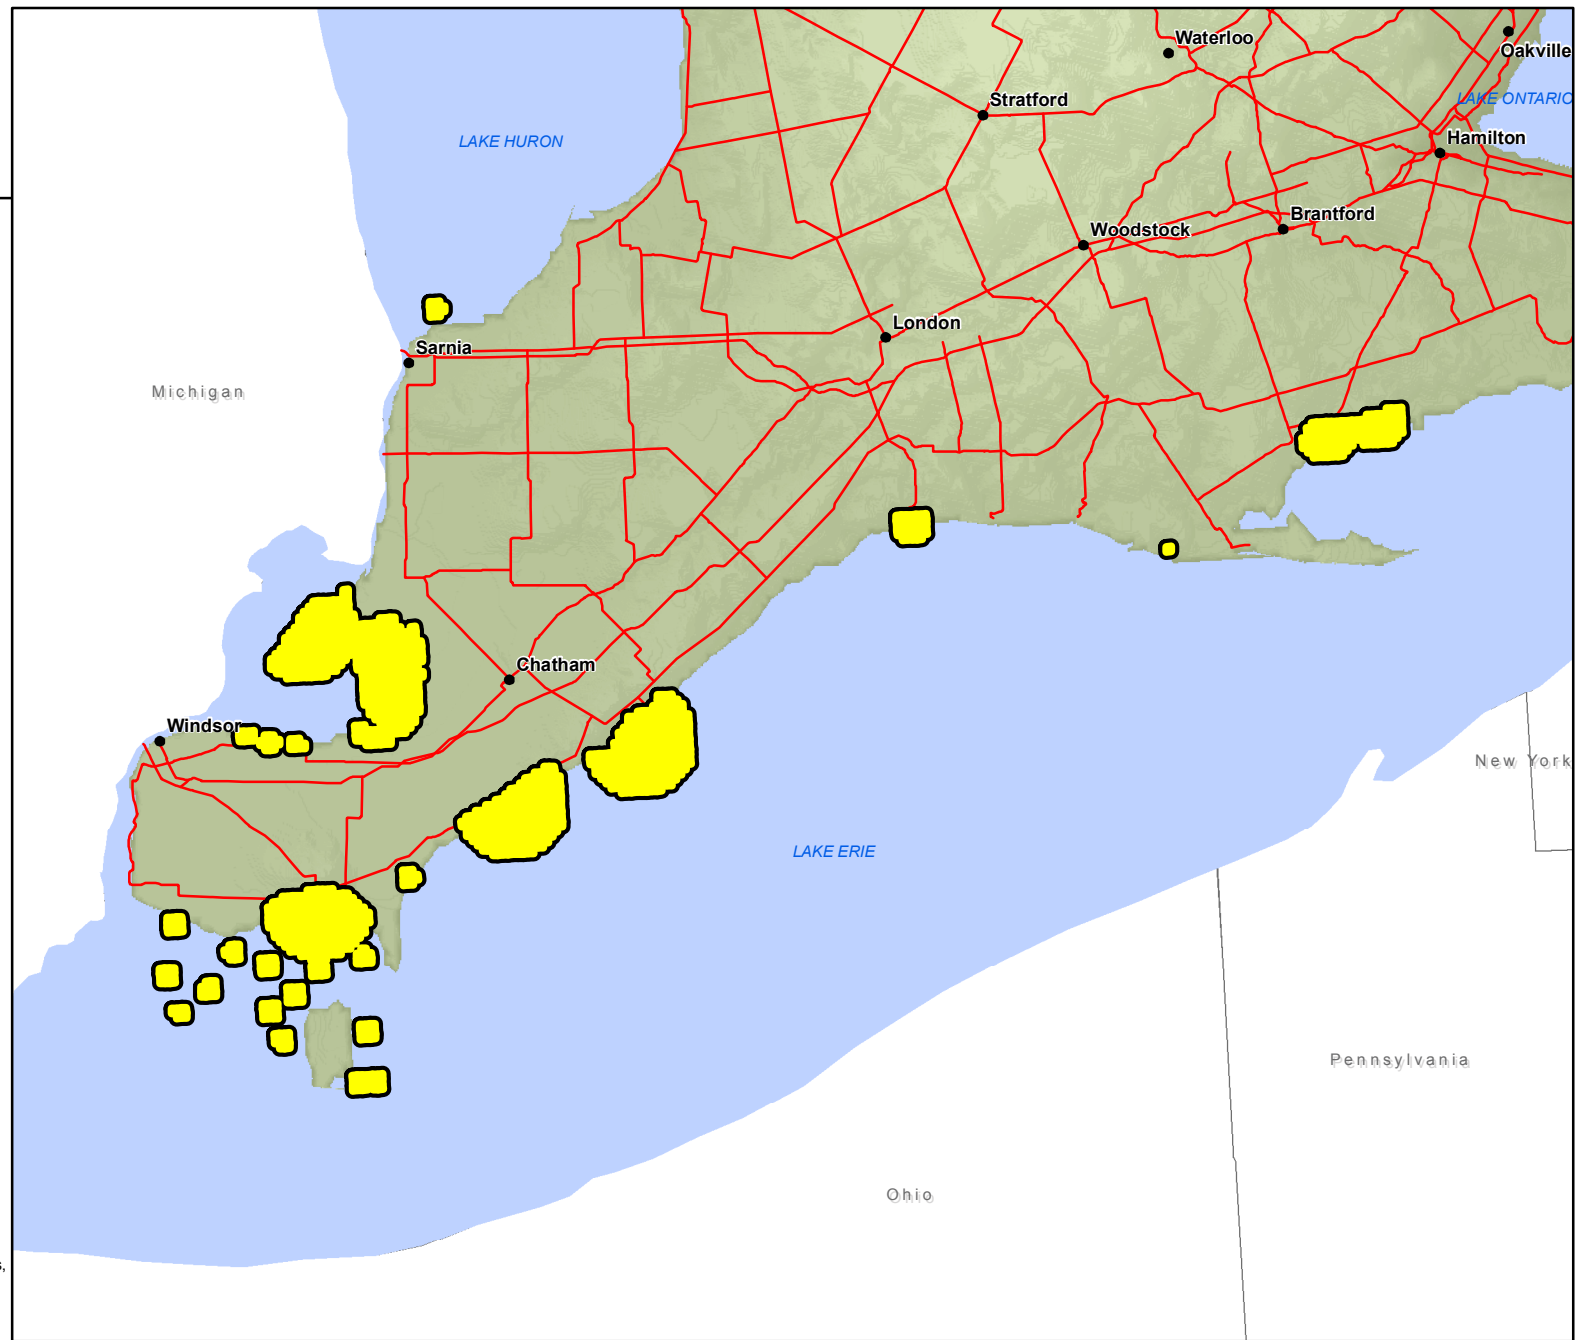 Waterloo
Oakville
Stratford
LAKE ONTARIO
LAKE HURON
Hamilton
Brantford
Woodstock
London
Sarnia
Michigan
Chatham
Windsor
New York
LAKE ERIE
Pennsylvania
Ohio